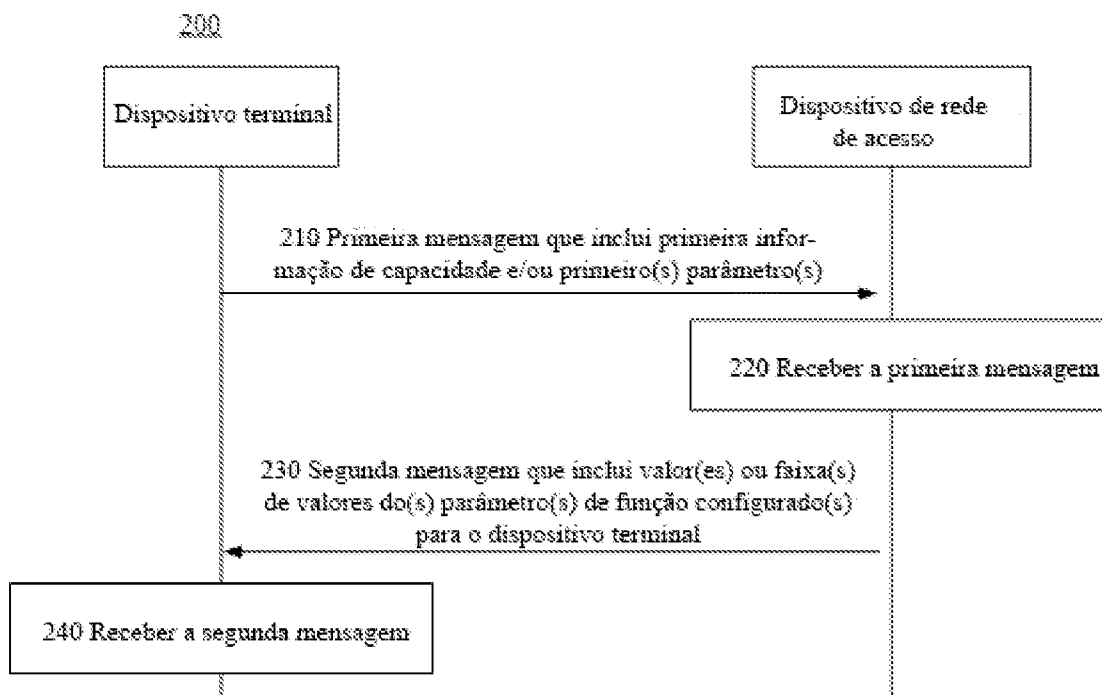 200
Dispositivo terminal
Dispositivo de rede
de acesso
210 Primeira mensagem que inclui primeira infor-
mação de capacidade e/ou primeiro(s) parâmetro(s)
220 Receber a primeira mensagem
230 Segunda mensagem que inclui valor(es) ou faixa(s)
de valores do(s) parâmetro(s) de função configurado(s)
para o dispositivo terminal
240 Receber a segunda mensagem